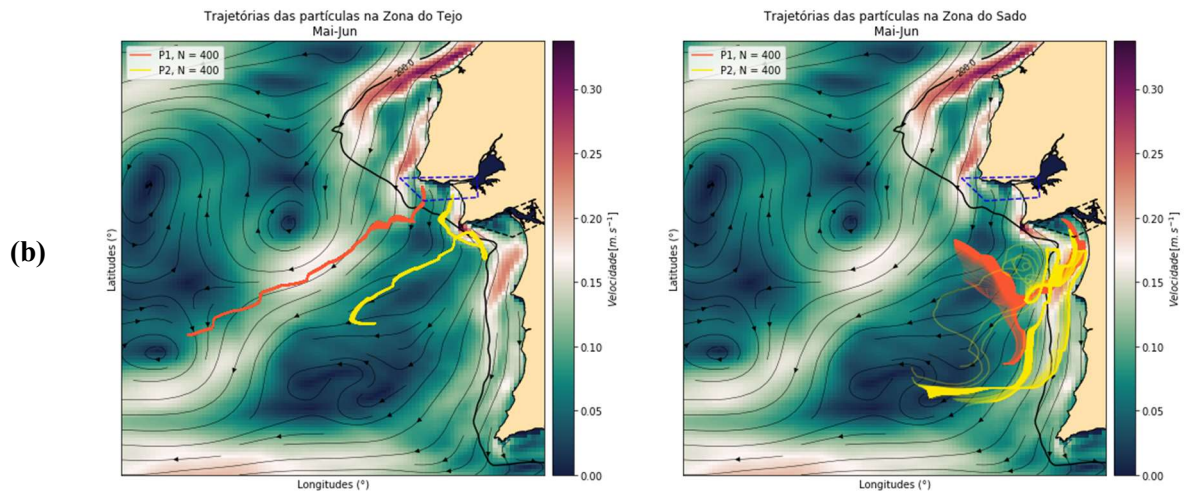 Trajetórias das partículas na Zona do Tejo
Mai-Jun
P1, N = 400
P2, N = 400
200.0
0.30
0.25
0.20
0.15
0.10
0.05
0.00
Velocidade[m.s⁻¹]
Latitudes (°)
Longitudes (°)
(b)
Trajetórias das partículas na Zona do Sado
Mai-Jun
P1, N = 400
P2, N = 400
200.0
0.30
0.25
0.20
0.15
0.10
0.05
0.00
Velocidade[m.s⁻¹]
Latitudes (°)
Longitudes (°)